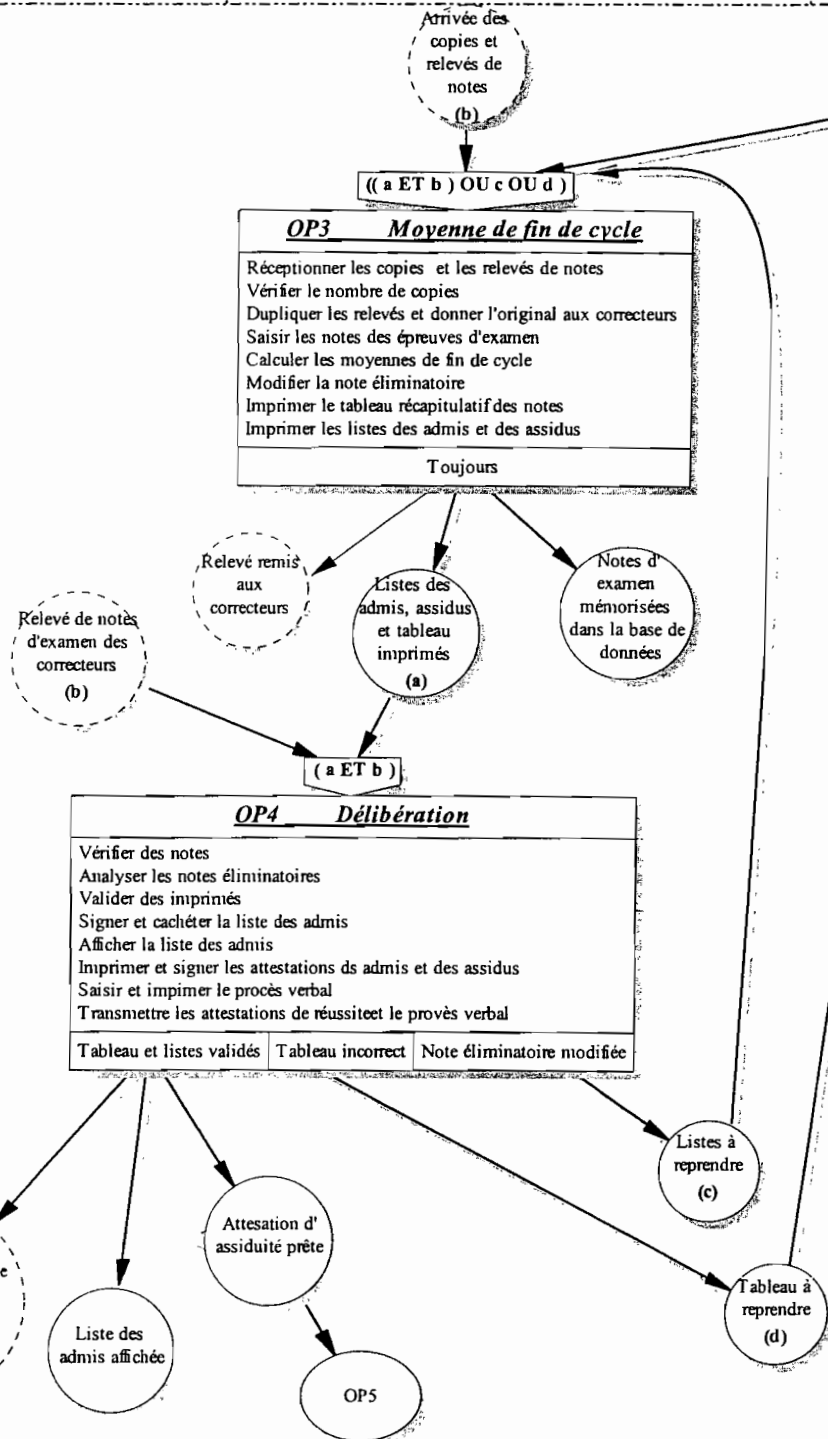 Arrivée des
copies et
relevés de
notes
(b)
(( a ET b ) OU c OU d )
OP3 Moyenne de fin de cycle
Réceptionner les copies et les relevés de notes
Vérifier le nombre de copies
Dupliquer les relevés et donner l'original aux correcteurs
Saisir les notes des épreuves d'examen
Calculer les moyennes de fin de cycle
Modifier la note éliminatoire
Imprimer le tableau récapitulatif des notes
Imprimer les listes des admis et des assidus
Toujours
Relevé remis
aux
correcteurs
Listes des
admis, assidus
et tableau
imprimés
(a)
Notes d'
examen
mémorisées
dans la base de
données
Relevé de notes
d'examen des
correcteurs
(b)
( a ET b )
OP4 Délibération
Vérifier des notes
Analyser les notes éliminatoires
Valider des imprimés
Signer et cachéter la liste des admis
Afficher la liste des admis
Imprimer et signer les attestations ds admis et des assidus
Saisir et impimer le procès verbal
Transmettre les attestations de réussiteet le provès verbal
Tableau et listes validés Tableau incorrect Note éliminatoire modifiée
Listes à
reprendre
(c)
Attesation d'
assiduité prête
Tableau à
reprendre
(d)
e
Liste des
admis affichée
OP5